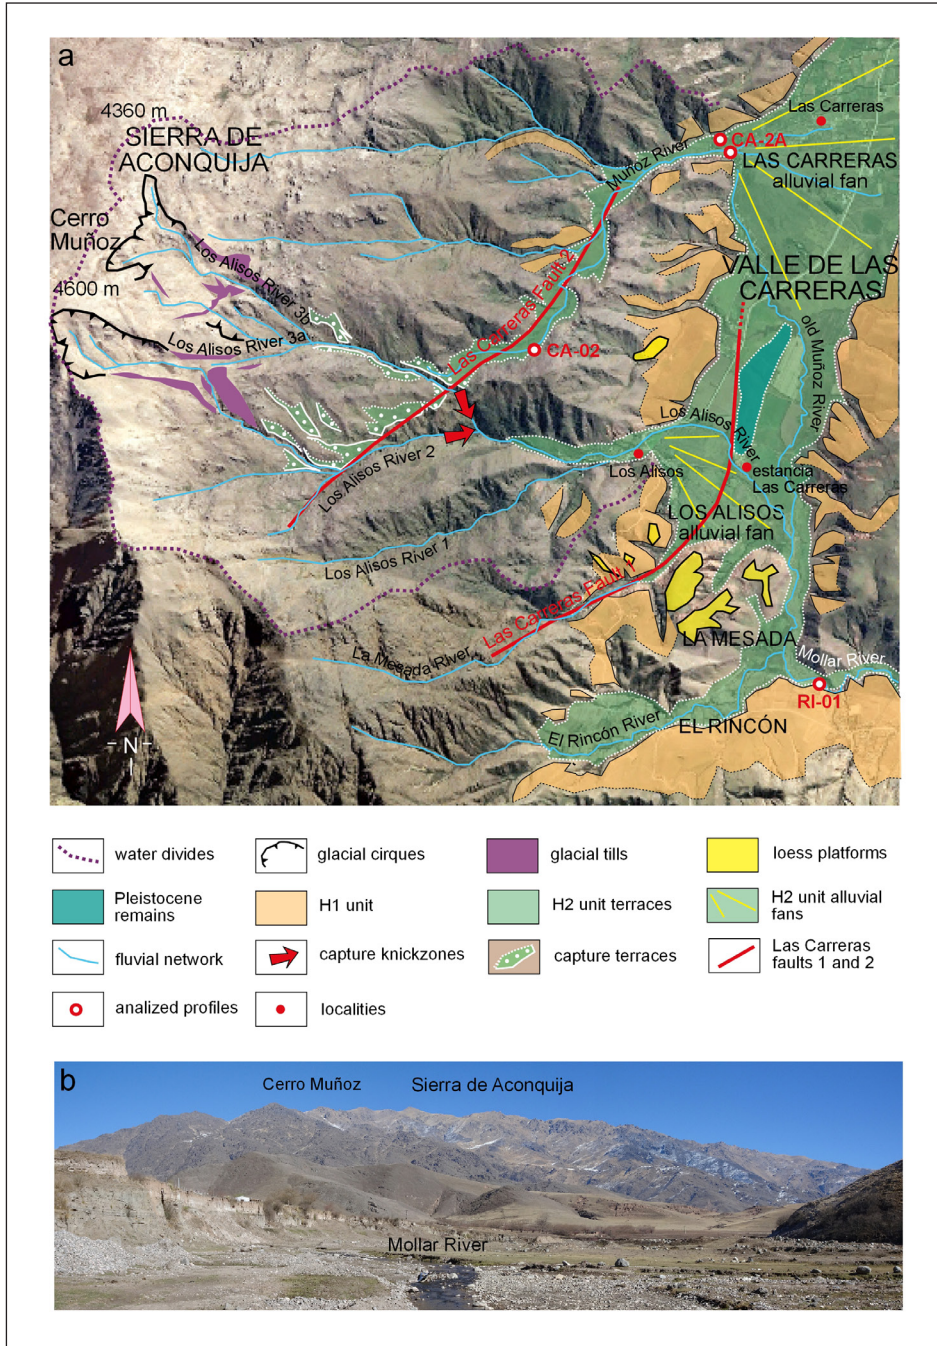 a
4360 m
SIERRA DE
ACONQUIJA
Cerro
Muñoz
4600 m
Los Alisos River 3b
Los Alisos River 3a
Las Carreras Fault 2
Muñoz River
CA-2A
Las Carreras
LAS CARRERAS
alluvial fan
VALLE DE LAS
CARRERAS
old Muñoz River
CA-02
Los Alisos River 2
Los Alisos River
Los Alisos
estancia
Las Carreras
LOS ALISOS
alluvial fan
Los Alisos River 1
Las Carreras Fault 1
La Mesada River
LA MESADA
Mollar River
RI-01
El Rincón River
EL RINCÓN
N
water divides
glacial cirques
glacial tills
loess platforms
Pleistocene
remains
H1 unit
H2 unit terraces
H2 unit alluvial
fans
fluvial network
capture knickzones
capture terraces
Las Carreras
faults 1 and 2
analized profiles
localities
b
Cerro Muñoz
Sierra de Aconquija
Mollar River